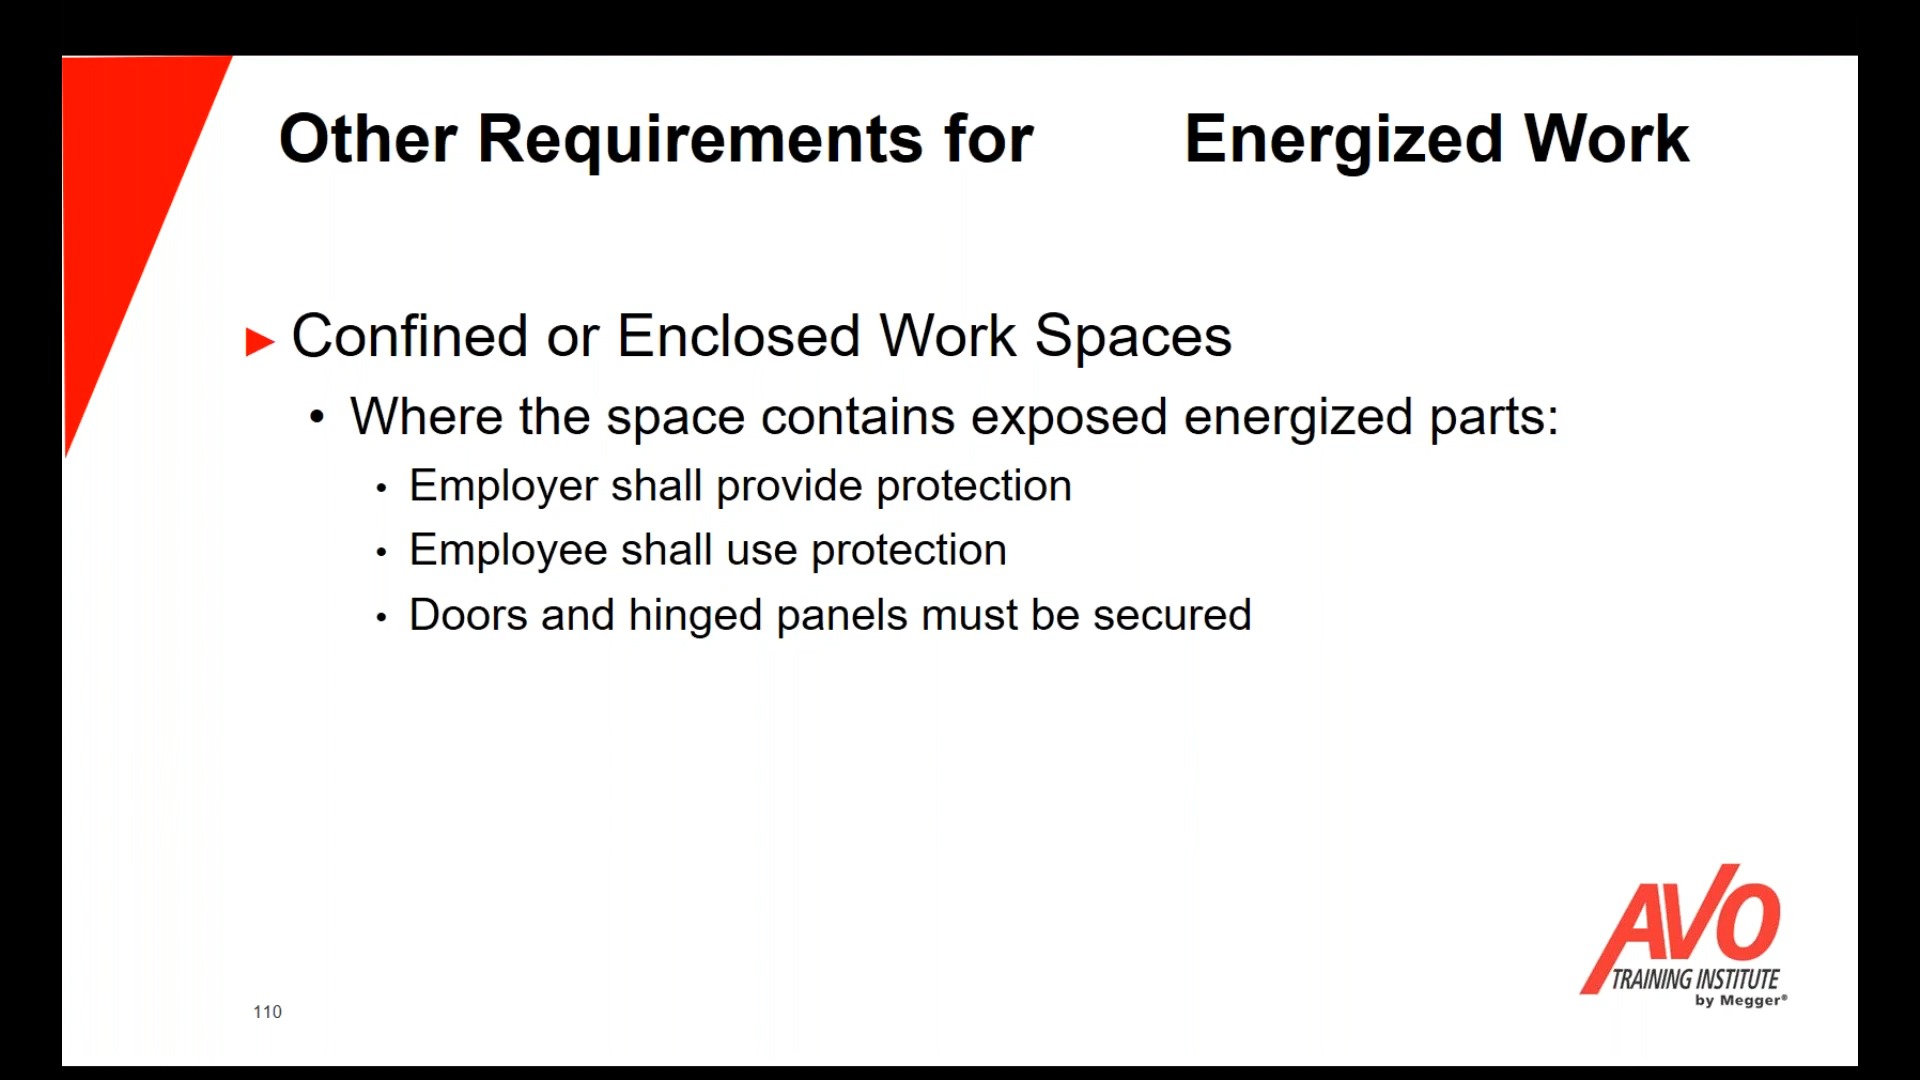 Other Requirements for Energized Work
► Confined or Enclosed Work Spaces
• Where the space contains exposed energized parts:
• Employer shall provide protection
• Employee shall use protection
• Doors and hinged panels must be secured
AVO
TRAINING INSTITUTE
by Megger®
110